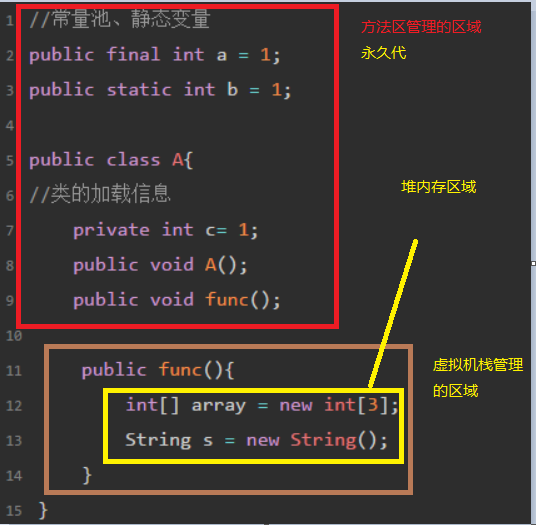 1 //常量池、静态变量
2 public final int a = 1;
3 public static int b = 1;
4
5 public class A{
6 //类的加载信息
7 private int c= 1;
8 public void A();
9 public void func();
10
11 public func(){
12 int[] array = new int[3];
13 String s = new String();
14 }
15 }
方法区管理的区域
永久代
堆内存区域
虚拟机栈管理
的区域